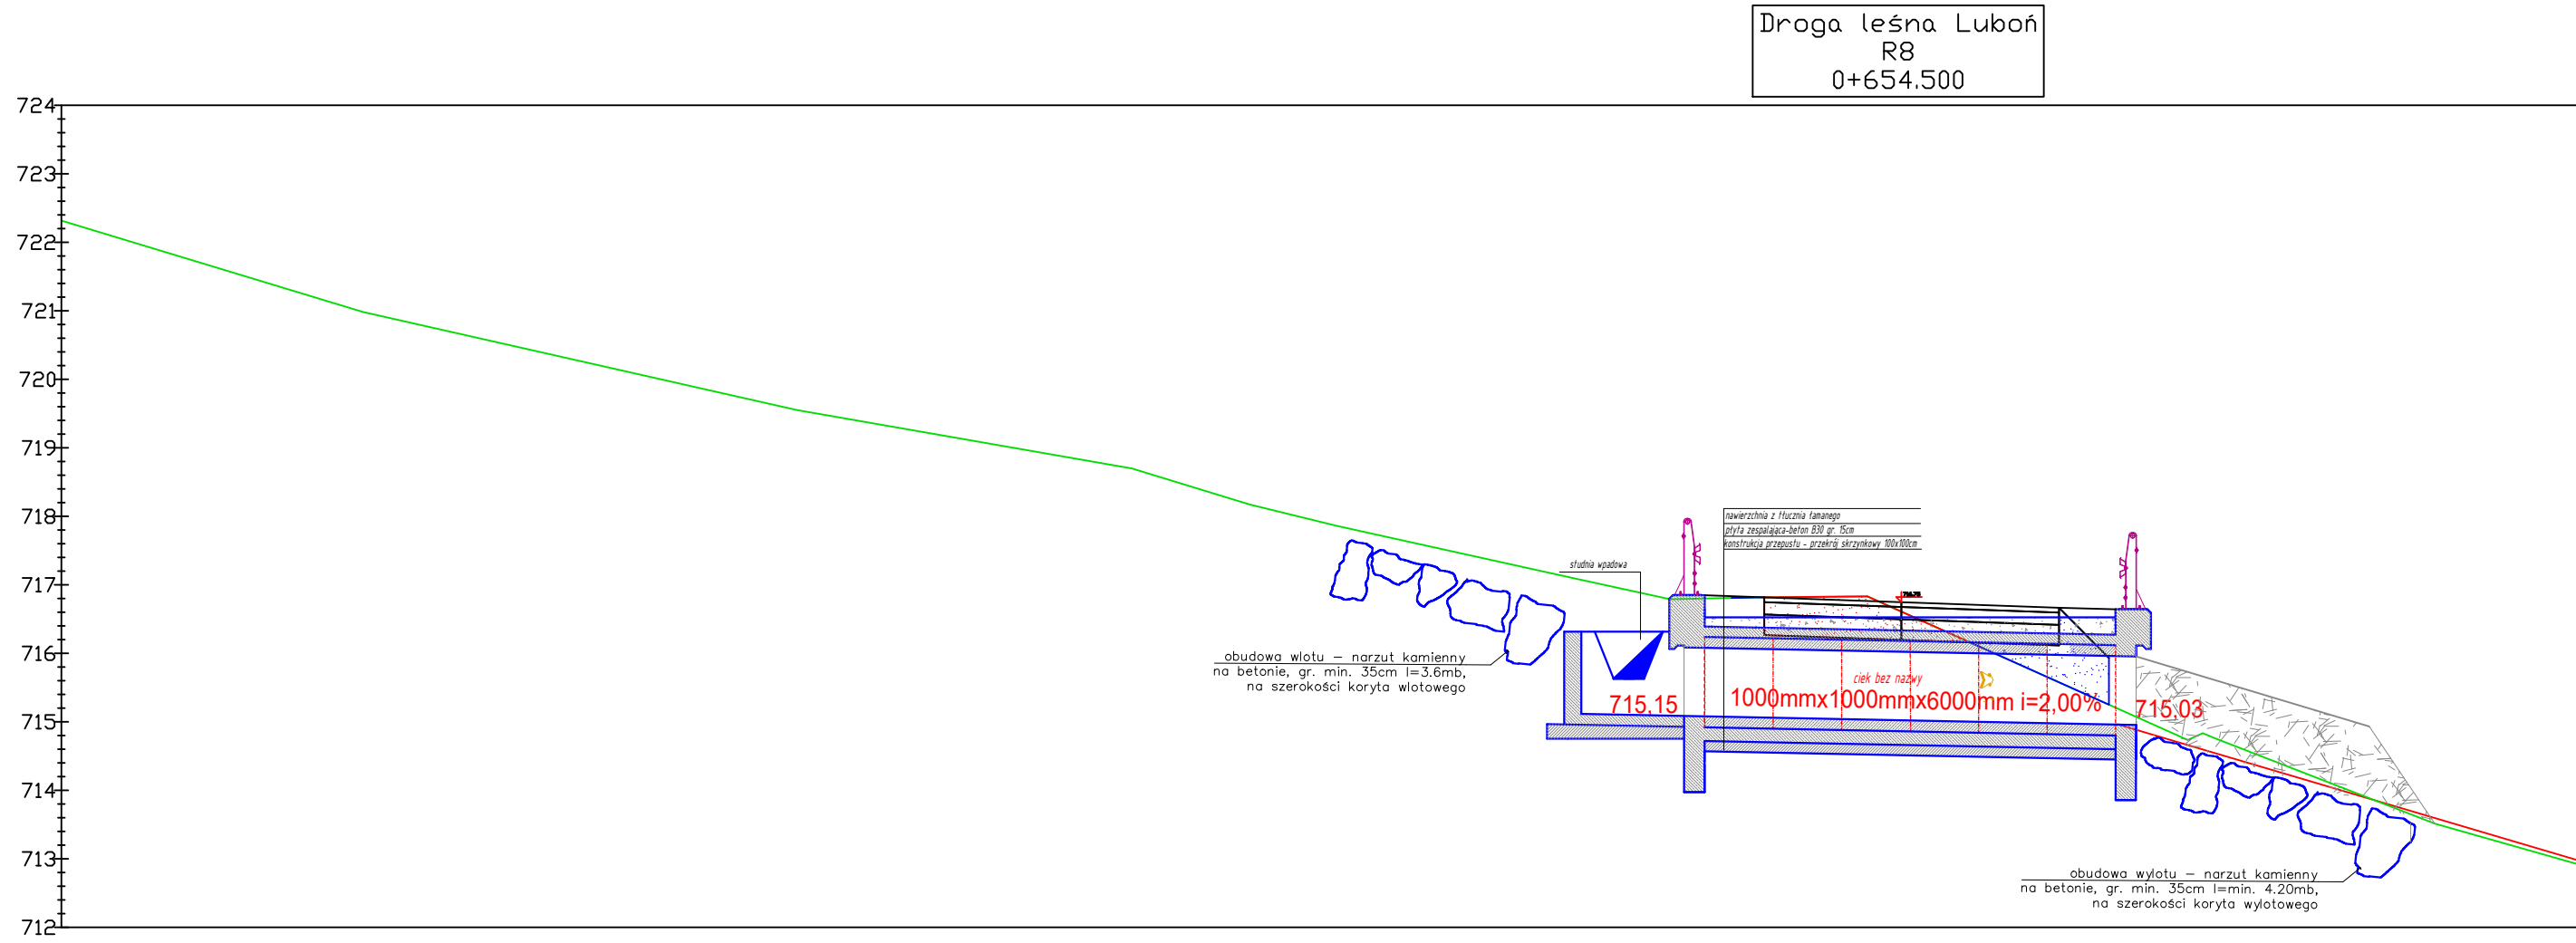 Droga leśna Luboń
R8
0+654.500
724
723
722
721
720
719
718
717
716
715
714
713
712
nawierzchnia z tłucznia łamanego
płyta zespalająca-beton B30 gr. 15cm
konstrukcja przepustu - przekrój skrzynkowy 100x100cm
studnia wpadowa
obudowa wlotu – narzut kamienny
na betonie, gr. min. 35cm l=3.6mb,
na szerokości koryta wlotowego
ciek bez nazwy
715,15
1000mmx1000mmx6000mm i=2,00%
715,03
obudowa wylotu – narzut kamienny
na betonie, gr. min. 35cm l=min. 4.20mb,
na szerokości koryta wylotowego